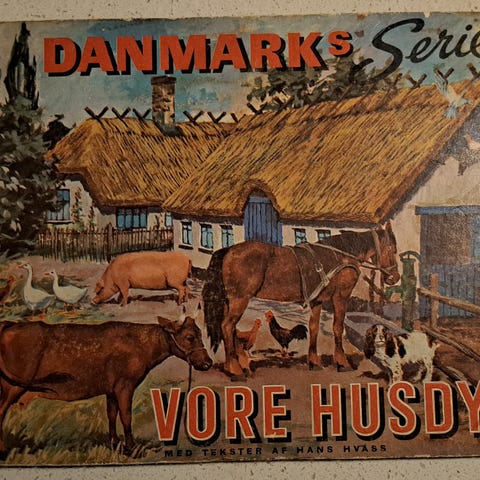 DANMARKS Serie
VORE HUSDY
MED TEKSTER AF HANS HVASS